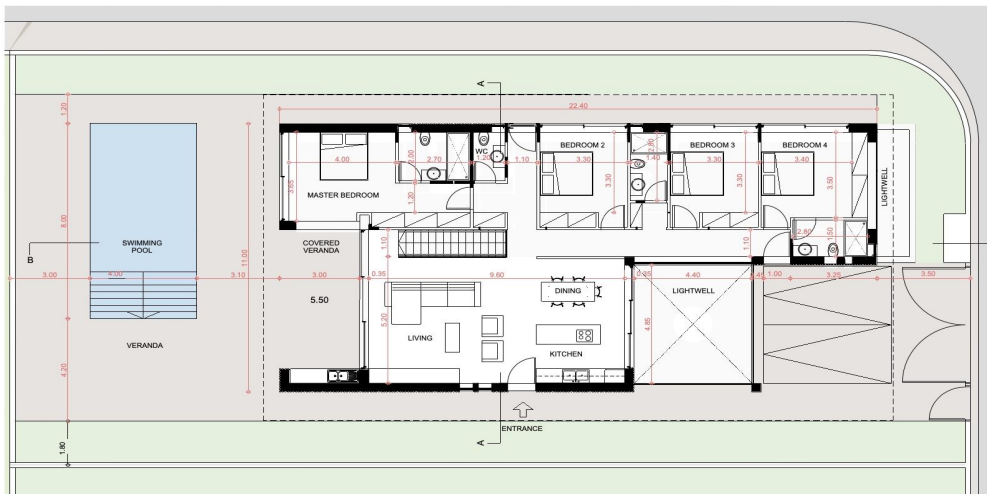 A
22.40
1.20
WC
BEDROOM 2
BEDROOM 3
BEDROOM 4
4.00
2.00
2.70
1.20
1.10
3.30
1.40
3.30
3.40
3.65
MASTER BEDROOM
1.20
3.30
3.30
3.50
LIGHTWELL
8.00
11.00
SWIMMING
POOL
B
COVERED
VERANDA
1.10
1.10
2.80
1.50
3.00
4.00
3.10
3.00
0.35
9.60
0.35
4.40
.45
1.00
3.25
3.50
5.50
DINING
LIGHTWELL
5.20
4.85
LIVING
KITCHEN
VERANDA
4.20
ENTRANCE
A
1.80